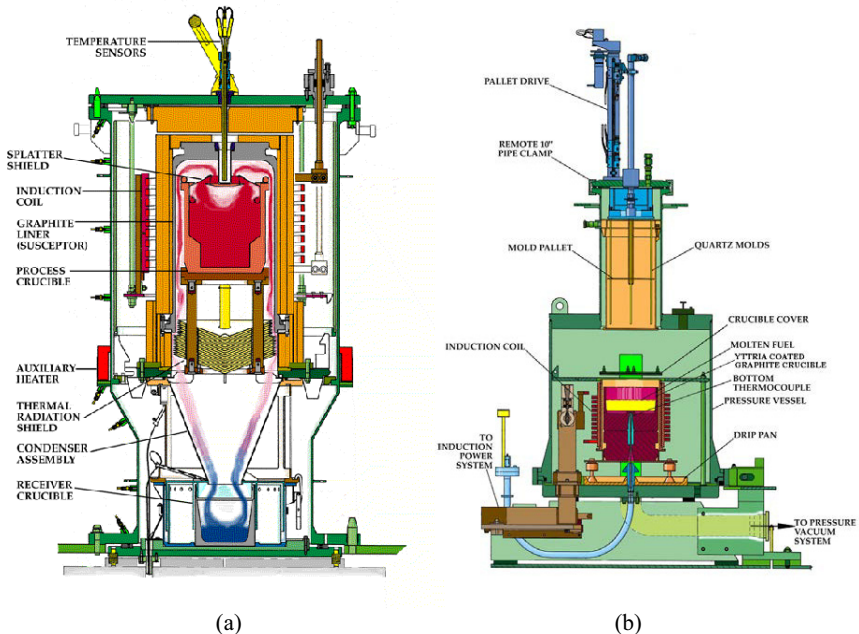 TEMPERATURE
SENSORS
SPLATTER
SHIELD
INDUCTION
COIL
GRAPHITE
LINER
(SUSCEPTOR)
PROCESS
CRUCIBLE
AUXILIARY
HEATER
THERMAL
RADIATION
SHIELD
CONDENSER
ASSEMBLY
RECEIVER
CRUCIBLE
(a)
PALLET DRIVE
REMOTE 10"
PIPE CLAMP
MOLD PALLET
QUARTZ MOLDS
CRUCIBLE COVER
INDUCTION COIL
MOLTEN FUEL
YTTRIA COATED
GRAPHITE CRUCIBLE
BOTTOM
THERMOCOUPLE
PRESSURE VESSEL
DRIP PAN
TO
INDUCTION
POWER
SYSTEM
TO PRESSURE
VACUUM
SYSTEM
(b)